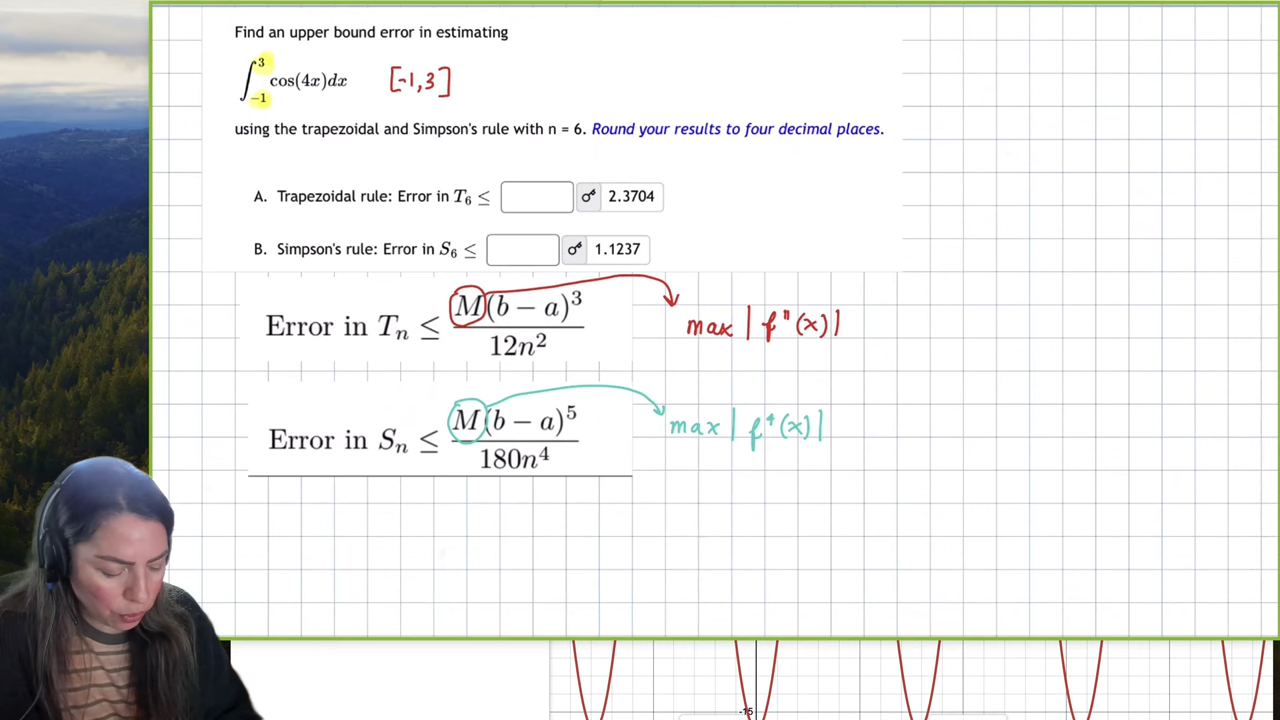 Find an upper bound error in estimating
∫_{-1}^{3} cos(4x)dx [-1,3]
using the trapezoidal and Simpson's rule with n = 6. Round your results to four decimal places.
A. Trapezoidal rule: Error in T₆ ≤ 2.3704
B. Simpson's rule: Error in S₆ ≤ 1.1237
Error in Tₙ ≤ M(b − a)³ / 12n² max | f"(x)|
Error in Sₙ ≤ M(b − a)⁵ / 180n⁴ max | f⁴(x)|
-15